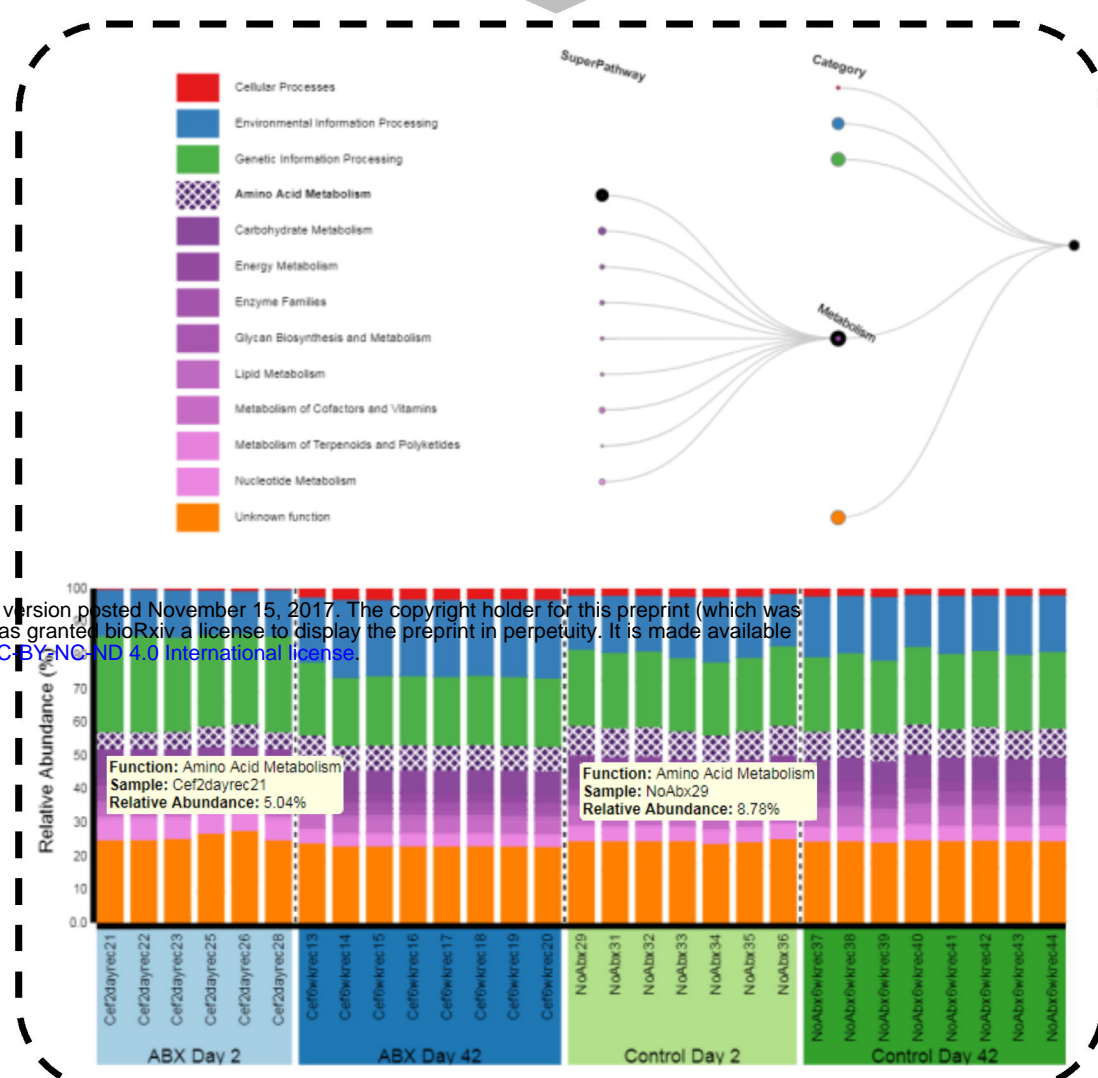 SuperPathway
Category
Cellular Processes
Environmental Information Processing
Genetic Information Processing
Amino Acid Metabolism
Carbohydrate Metabolism
Energy Metabolism
Enzyme Families
Glycan Biosynthesis and Metabolism
Lipid Metabolism
Metabolism of Cofactors and Vitamins
Metabolism of Terpenoids and Polyketides
Nucleotide Metabolism
Unknown function
Metabolism
version posted November 15, 2017. The copyright holder for this preprint (which was
as granted bioRxiv a license to display the preprint in perpetuity. It is made available
C-BY-NC-ND 4.0 International license.
Relative Abundance (%)
100
70
60
50
40
30
20
10
0.0
Function: Amino Acid Metabolism
Sample: Cef2dayrec21
Relative Abundance: 5.04%
Function: Amino Acid Metabolism
Sample: NoAbx29
Relative Abundance: 8.78%
Cef2dayrec21
Cef2dayrec22
Cef2dayrec23
Cef2dayrec25
Cef2dayrec26
Cef2dayrec28
Cef6wkrec13
Cef6wkrec14
Cef6wkrec15
Cef6wkrec16
Cef6wkrec17
Cef6wkrec18
Cef6wkrec19
Cef6wkrec20
NoAbx29
NoAbx31
NoAbx32
NoAbx33
NoAbx34
NoAbx35
NoAbx36
NoAbx6wkrec37
NoAbx6wkrec38
NoAbx6wkrec39
NoAbx6wkrec40
NoAbx6wkrec41
NoAbx6wkrec42
NoAbx6wkrec43
NoAbx6wkrec44
ABX Day 2
ABX Day 42
Control Day 2
Control Day 42